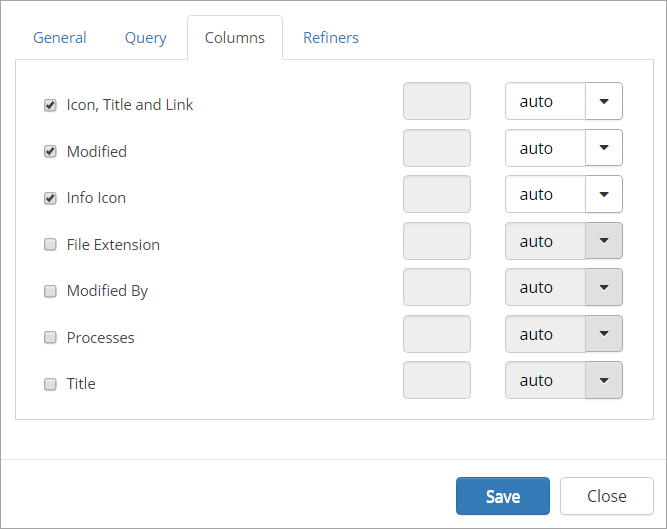 General Query Columns Refiners
Icon, Title and Link auto
Modified auto
Info Icon auto
File Extension auto
Modified By auto
Processes auto
Title auto
Save Close